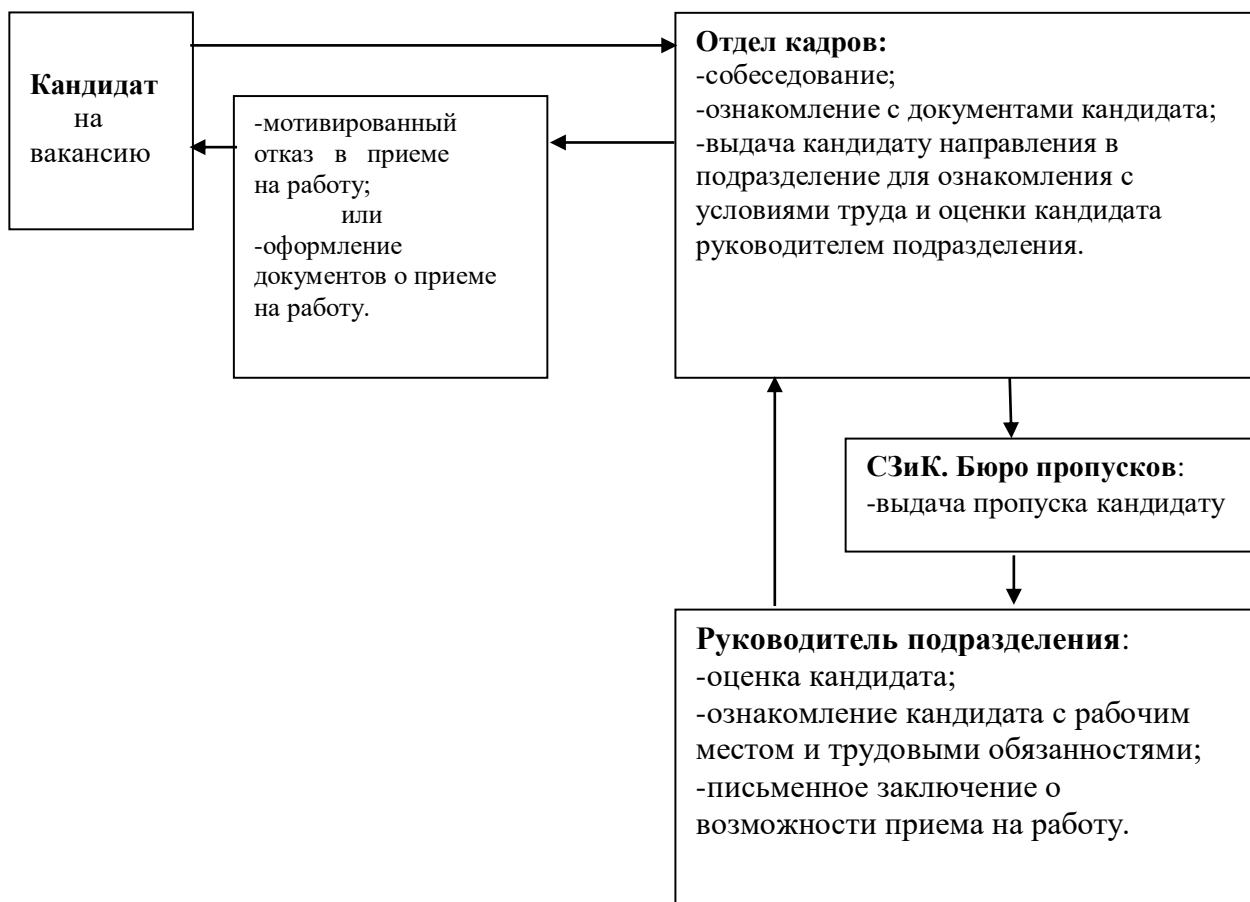 Кандидат
на
вакансию
-мотивированный
отказ в приеме
на работу;
или
-оформление
документов о приеме
на работу.
Отдел кадров:
-собеседование;
-ознакомление с документами кандидата;
-выдача кандидату направления в
подразделение для ознакомления с
условиями труда и оценки кандидата
руководителем подразделения.
СЗиК. Бюро пропусков:
-выдача пропуска кандидату
Руководитель подразделения:
-оценка кандидата;
-ознакомление кандидата с рабочим
местом и трудовыми обязанностями;
-письменное заключение о
возможности приема на работу.